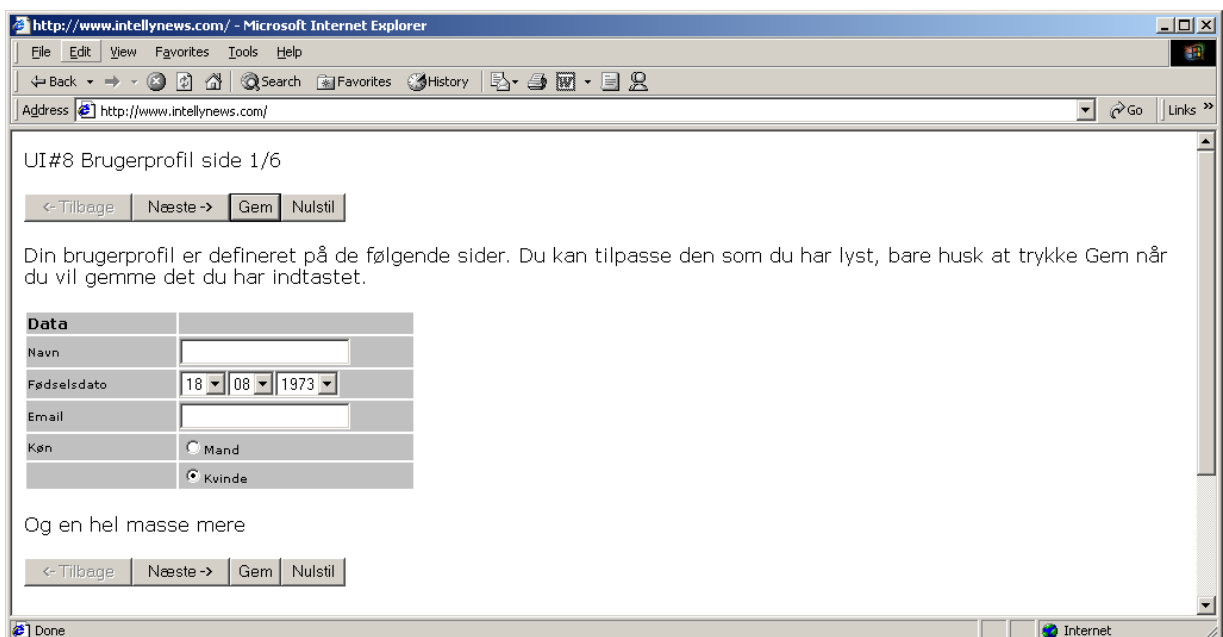 http://www.intellynews.com/ - Microsoft Internet Explorer
File Edit View Favorites Tools Help
Back Search Favorites History
Address http://www.intellynews.com/ Go Links »
UI#8 Brugerprofil side 1/6
<- Tilbage Næste -> Gem Nulstil
Din brugerprofil er defineret på de følgende sider. Du kan tilpasse den som du har lyst, bare husk at trykke Gem når
du vil gemme det du har indtastet.
Data
Navn
Fødselsdato 18 08 1973
Email
Køn Mand
Kvinde
Og en hel masse mere
<- Tilbage Næste -> Gem Nulstil
Done Internet